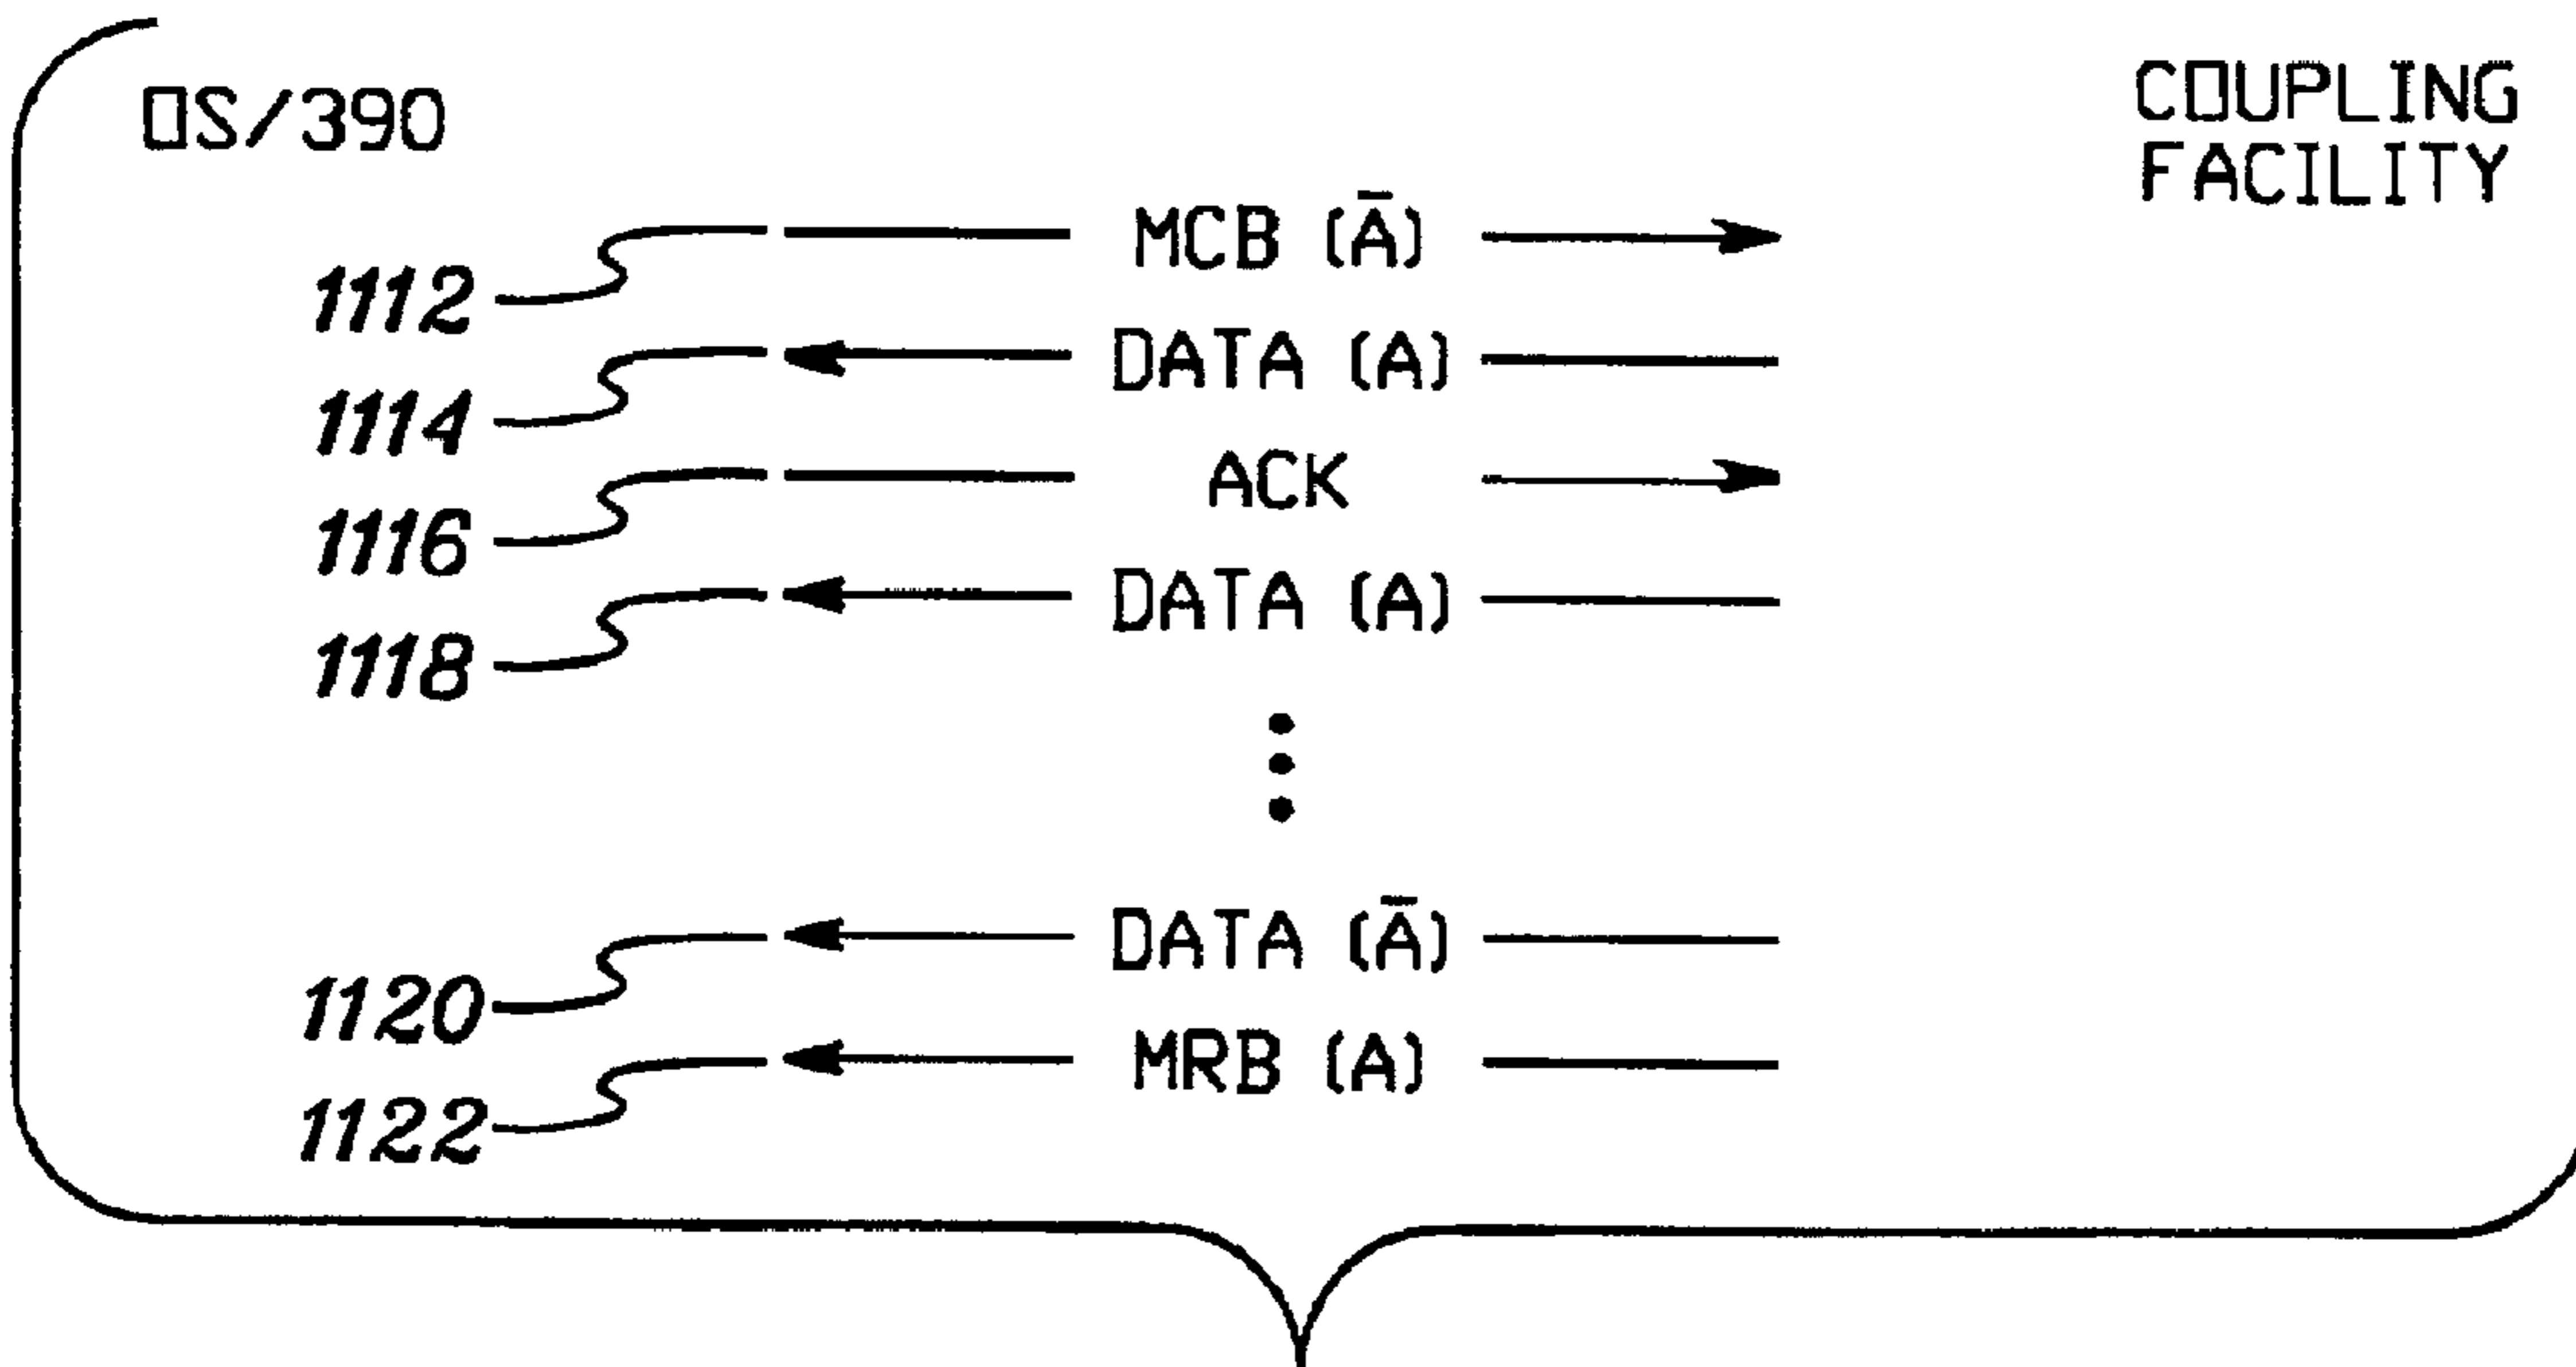 OS/390
COUPLING
FACILITY
MCB (Ā)
1112
DATA (A)
1114
ACK
1116
DATA (A)
1118
DATA (Ā)
1120
MRB (A)
1122